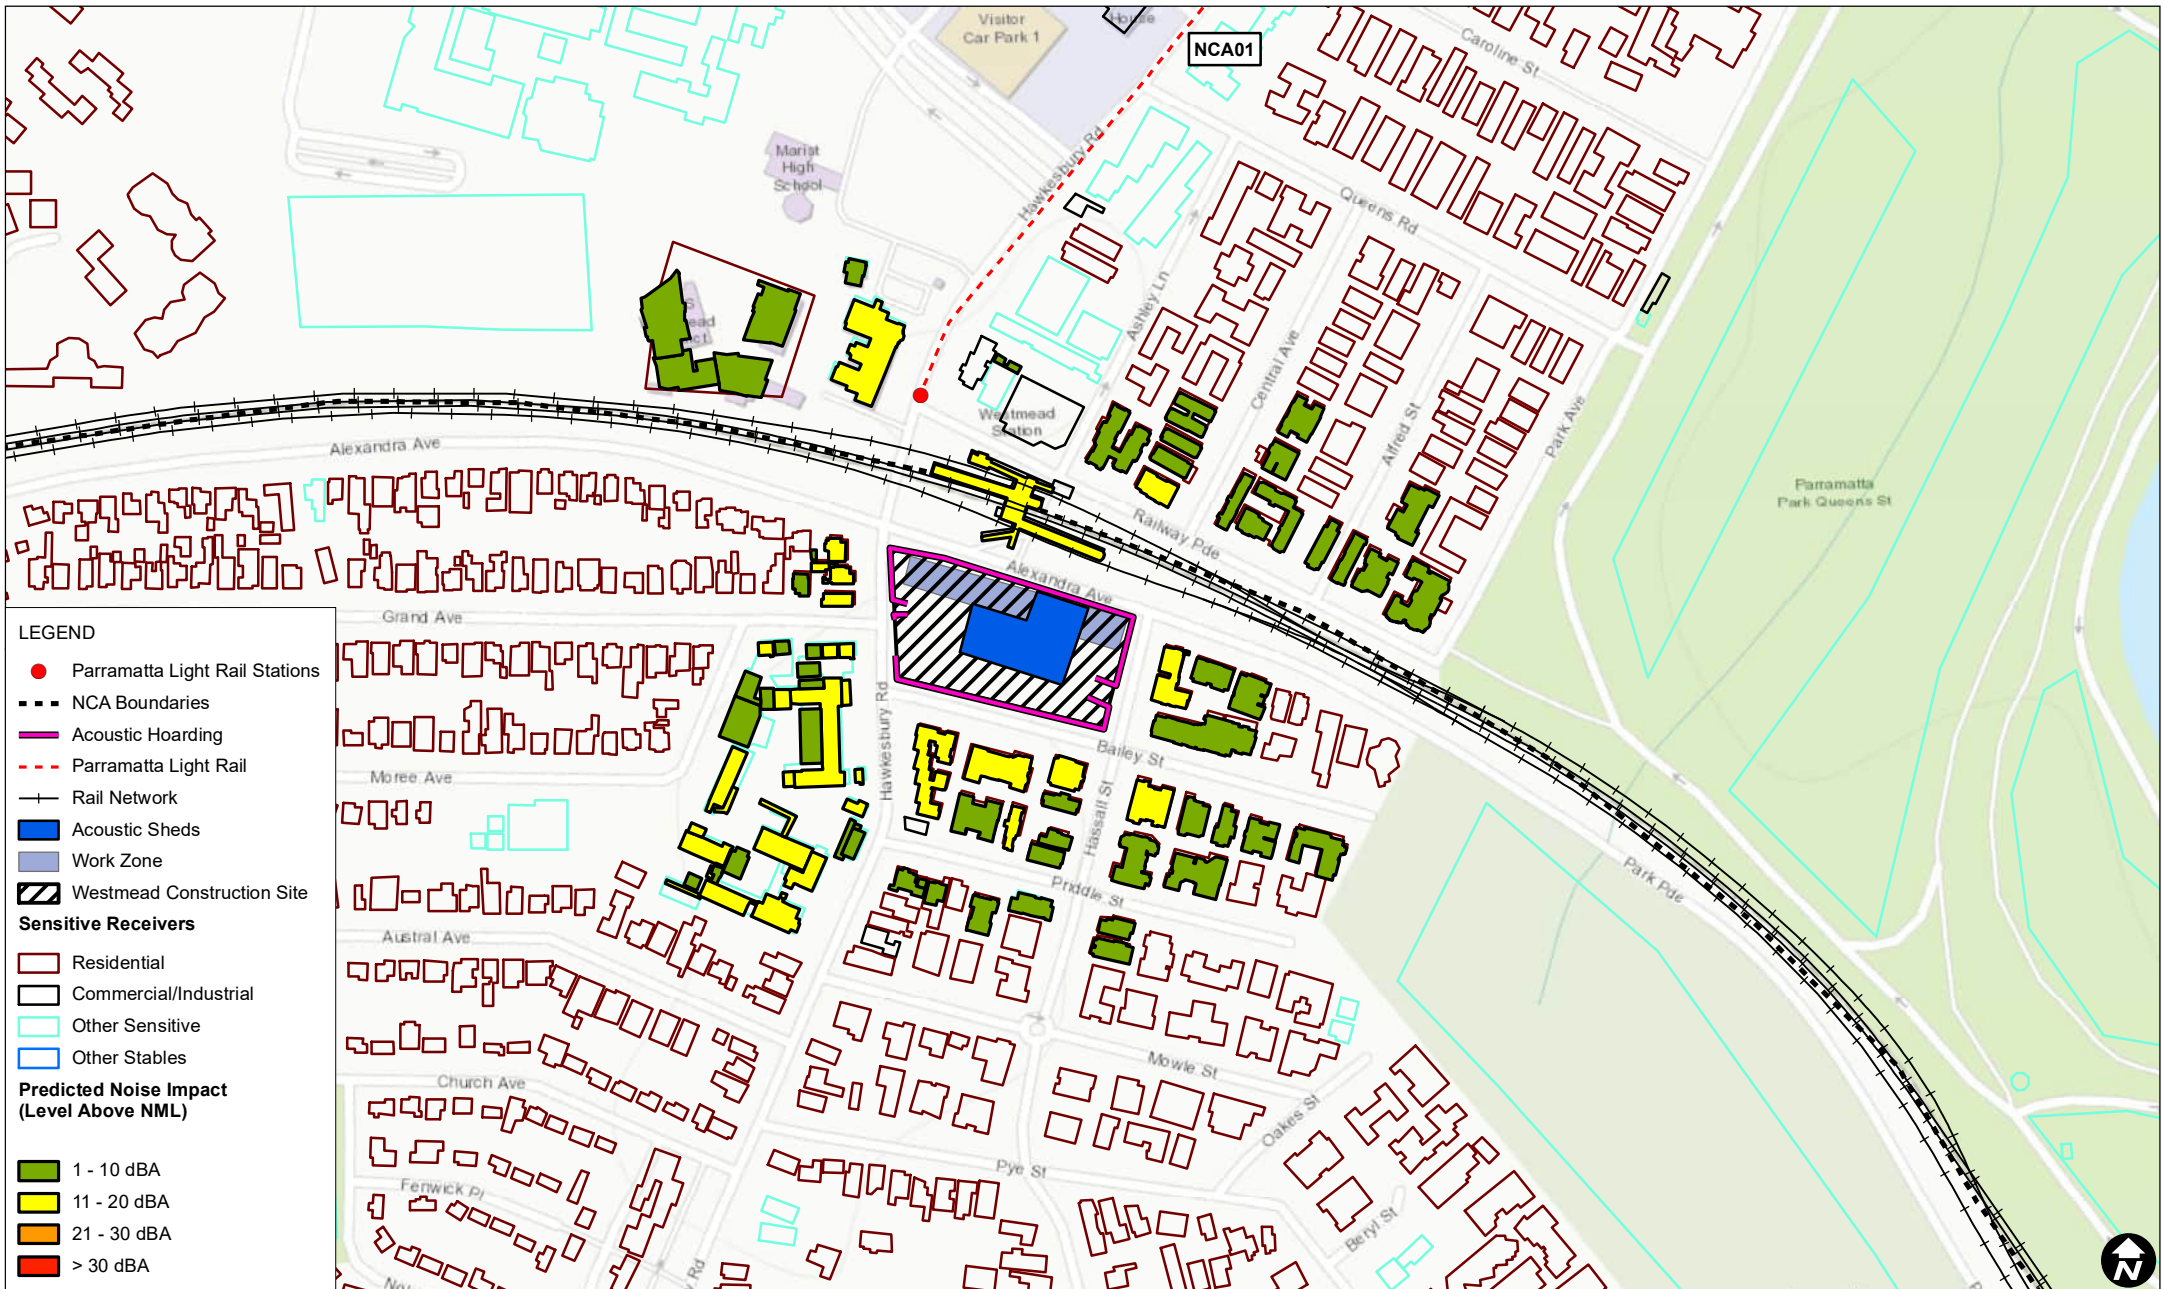 Visitor
Car Park 1
House
NCA01
Caroline St
Marist
High
School
Hawkesbury Rd
Queens Rd
Ashley Ln
Central Ave
Alfred St
Park Ave
Westmead
Station
Parramatta
Park Queens St
Alexandra Ave
Railway Pde
Alexandra Ave
Grand Ave
Hawkesbury Rd
Bailey St
Hassall St
Moree Ave
Priddle St
Park Pde
Austral Ave
Mowle St
Church Ave
Oakes St
Pye St
Fenwick Pl
Beryl St
Rd
LEGEND
Parramatta Light Rail Stations
NCA Boundaries
Acoustic Hoarding
Parramatta Light Rail
Rail Network
Acoustic Sheds
Work Zone
Westmead Construction Site
Sensitive Receivers
Residential
Commercial/Industrial
Other Sensitive
Other Stables
Predicted Noise Impact
(Level Above NML)
1 - 10 dBA
11 - 20 dBA
21 - 30 dBA
> 30 dBA
N